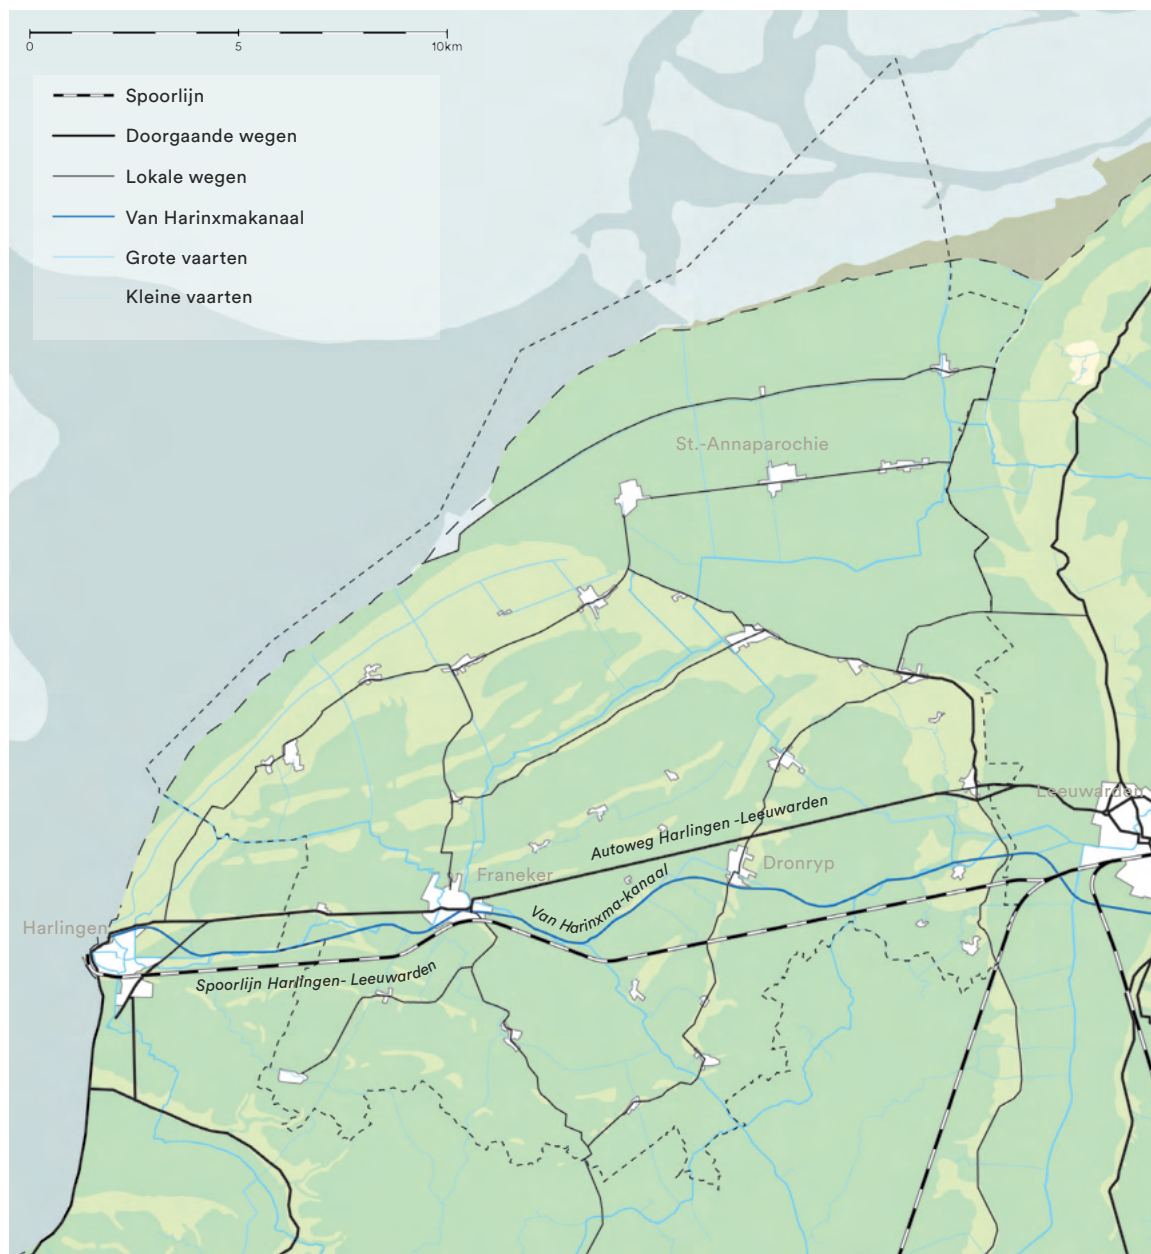 0 5 10km
Spoorlijn
Doorgaande wegen
Lokale wegen
Van Harinxmakanaal
Grote vaarten
Kleine vaarten
St.-Annaparochie
Leeuwarden
Autoweg Harlingen -Leeuwarden
Dronryp
Franeker
Van Harinxma-kanaal
Harlingen
Spoorlijn Harlingen- Leeuwarden